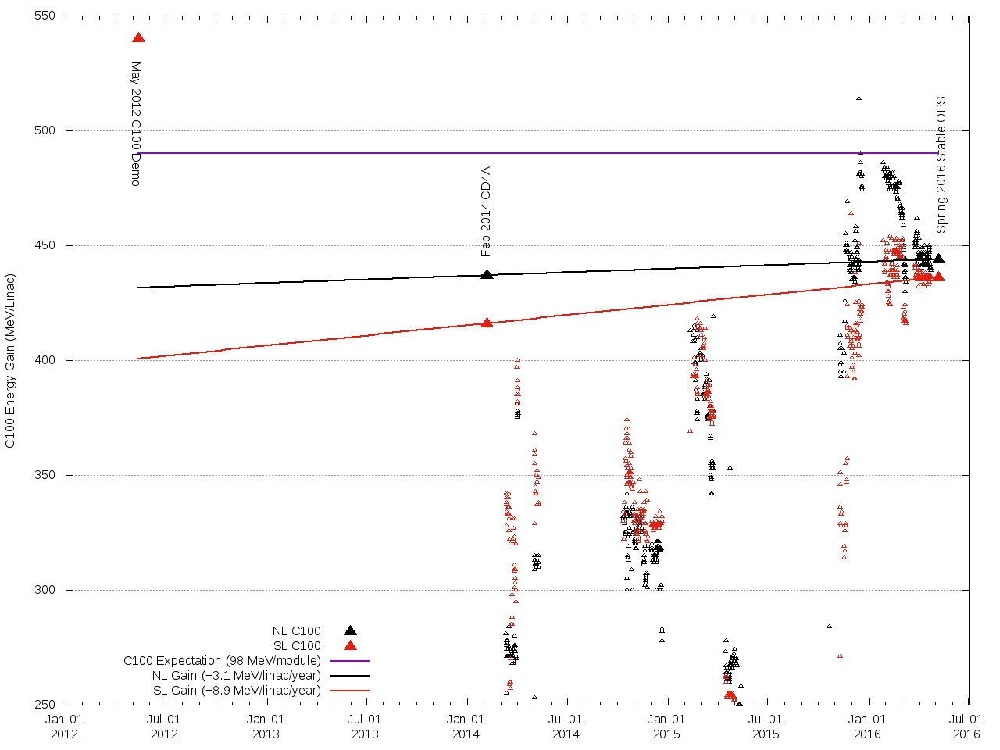 550
500
450
400
350
300
250
C100 Energy Gain (MeV/Linac)
May 2012 C100 Demo
Feb 2014 CD4A
Spring 2016 Stable OPS
NL C100
SL C100
C100 Expectation (98 MeV/module)
NL Gain (+3.1 MeV/linac/year)
SL Gain (+8.9 MeV/linac/year)
Jan-01 Jul-01 Jan-01 Jul-01 Jan-01 Jul-01 Jan-01 Jul-01 Jan-01 Jul-01
2012 2012 2013 2013 2014 2014 2015 2015 2016 2016